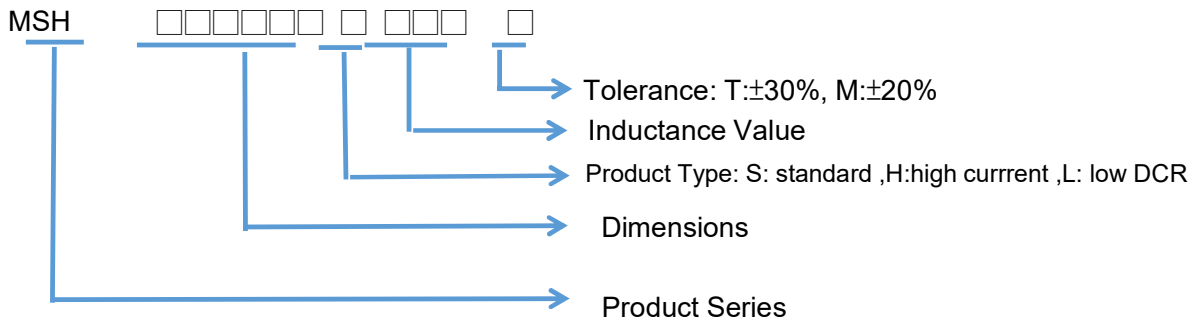 MSH □□□□□□ □ □□□ □
Tolerance: T:±30%, M:±20%
Inductance Value
Product Type: S: standard ,H:high currrent ,L: low DCR
Dimensions
Product Series